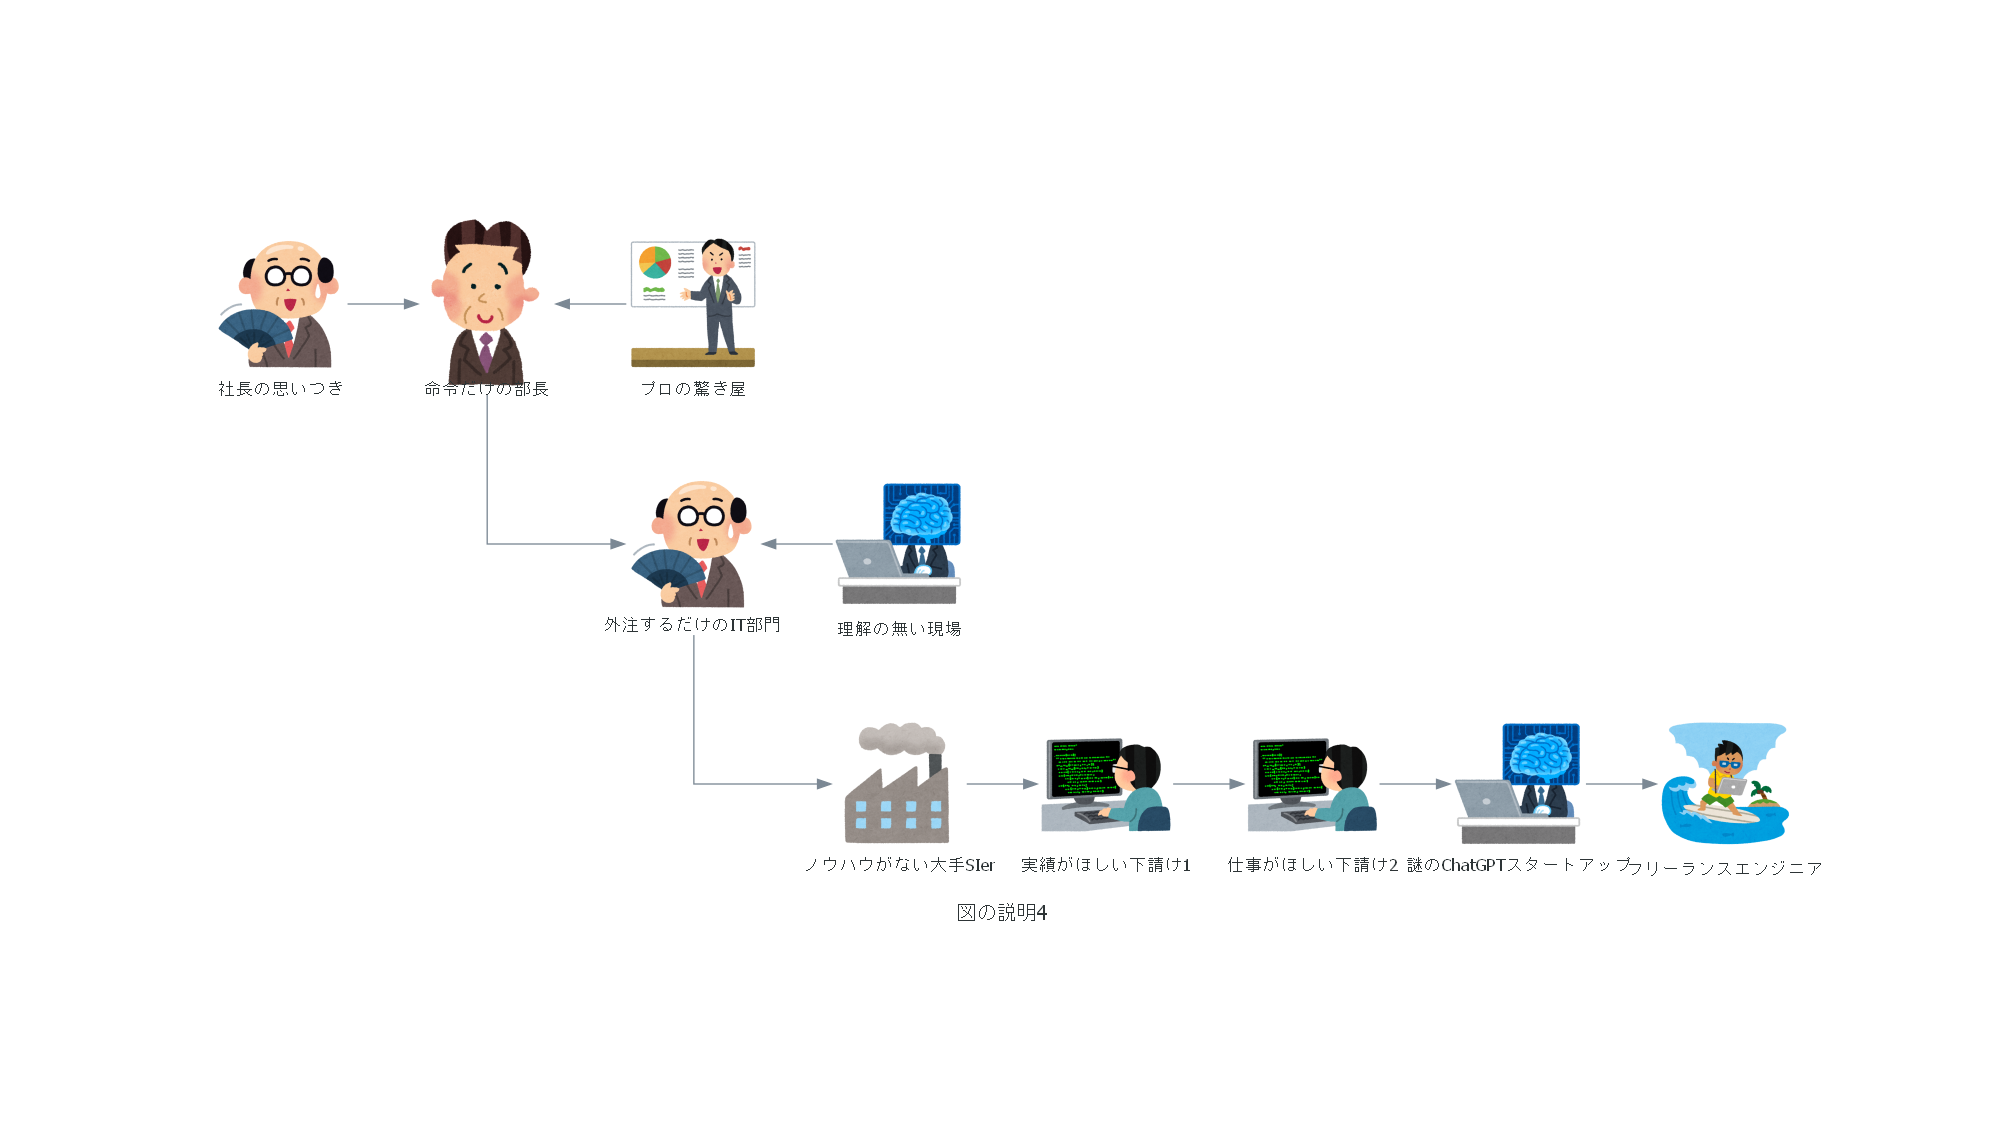 社長の思いつき
命令だけの部長
プロの驚き屋
外注するだけのIT部門
理解の無い現場
ノウハウがない大手SIer
実績がほしい下請け1
仕事がほしい下請け2
謎のChatGPTスタートアップ
フリーランスエンジニア
図の説明4